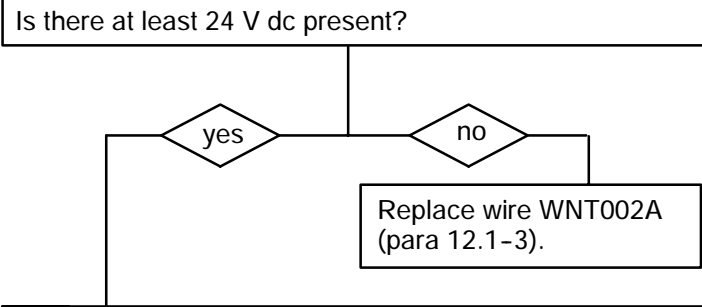 Is there at least 24 V dc present?
yes
no
Replace wire WNT002A
(para 12.1-3).